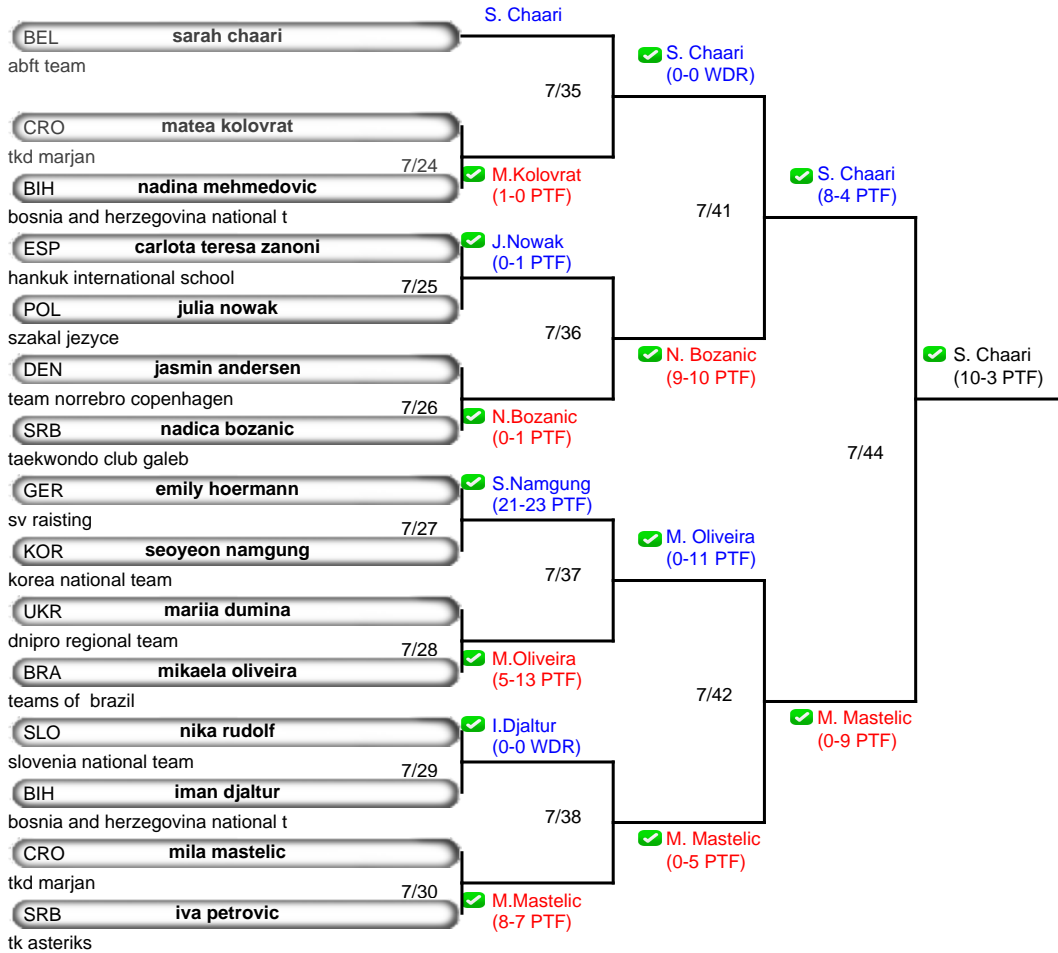 S. Chaari
BEL sarah chaari
abft team
S. Chaari
(0-0 WDR)
7/35
CRO matea kolovrat
tkd marjan
7/24
M.Kolovrat
(1-0 PTF)
BIH nadina mehmedovic
bosnia and herzegovina national t
S. Chaari
(8-4 PTF)
7/41
ESP carlota teresa zanoni
hankuk international school
J.Nowak
(0-1 PTF)
7/25
POL julia nowak
szakal jezyce
7/36
N. Bozanic
(9-10 PTF)
S. Chaari
(10-3 PTF)
DEN jasmin andersen
team norrebro copenhagen
7/26
N.Bozanic
(0-1 PTF)
SRB nadica bozanic
taekwondo club galeb
7/44
GER emily hoermann
sv raisting
S.Namgung
(21-23 PTF)
7/27
KOR seoyeon namgung
korea national team
M. Oliveira
(0-11 PTF)
7/37
UKR mariia dumina
dnipro regional team
7/28
M.Oliveira
(5-13 PTF)
BRA mikaela oliveira
teams of  brazil
7/42
M. Mastelic
(0-9 PTF)
SLO nika rudolf
slovenia national team
I.Djaltur
(0-0 WDR)
7/29
BIH iman djaltur
bosnia and herzegovina national t
7/38
M. Mastelic
(0-5 PTF)
CRO mila mastelic
tkd marjan
7/30
M.Mastelic
(8-7 PTF)
SRB iva petrovic
tk asteriks